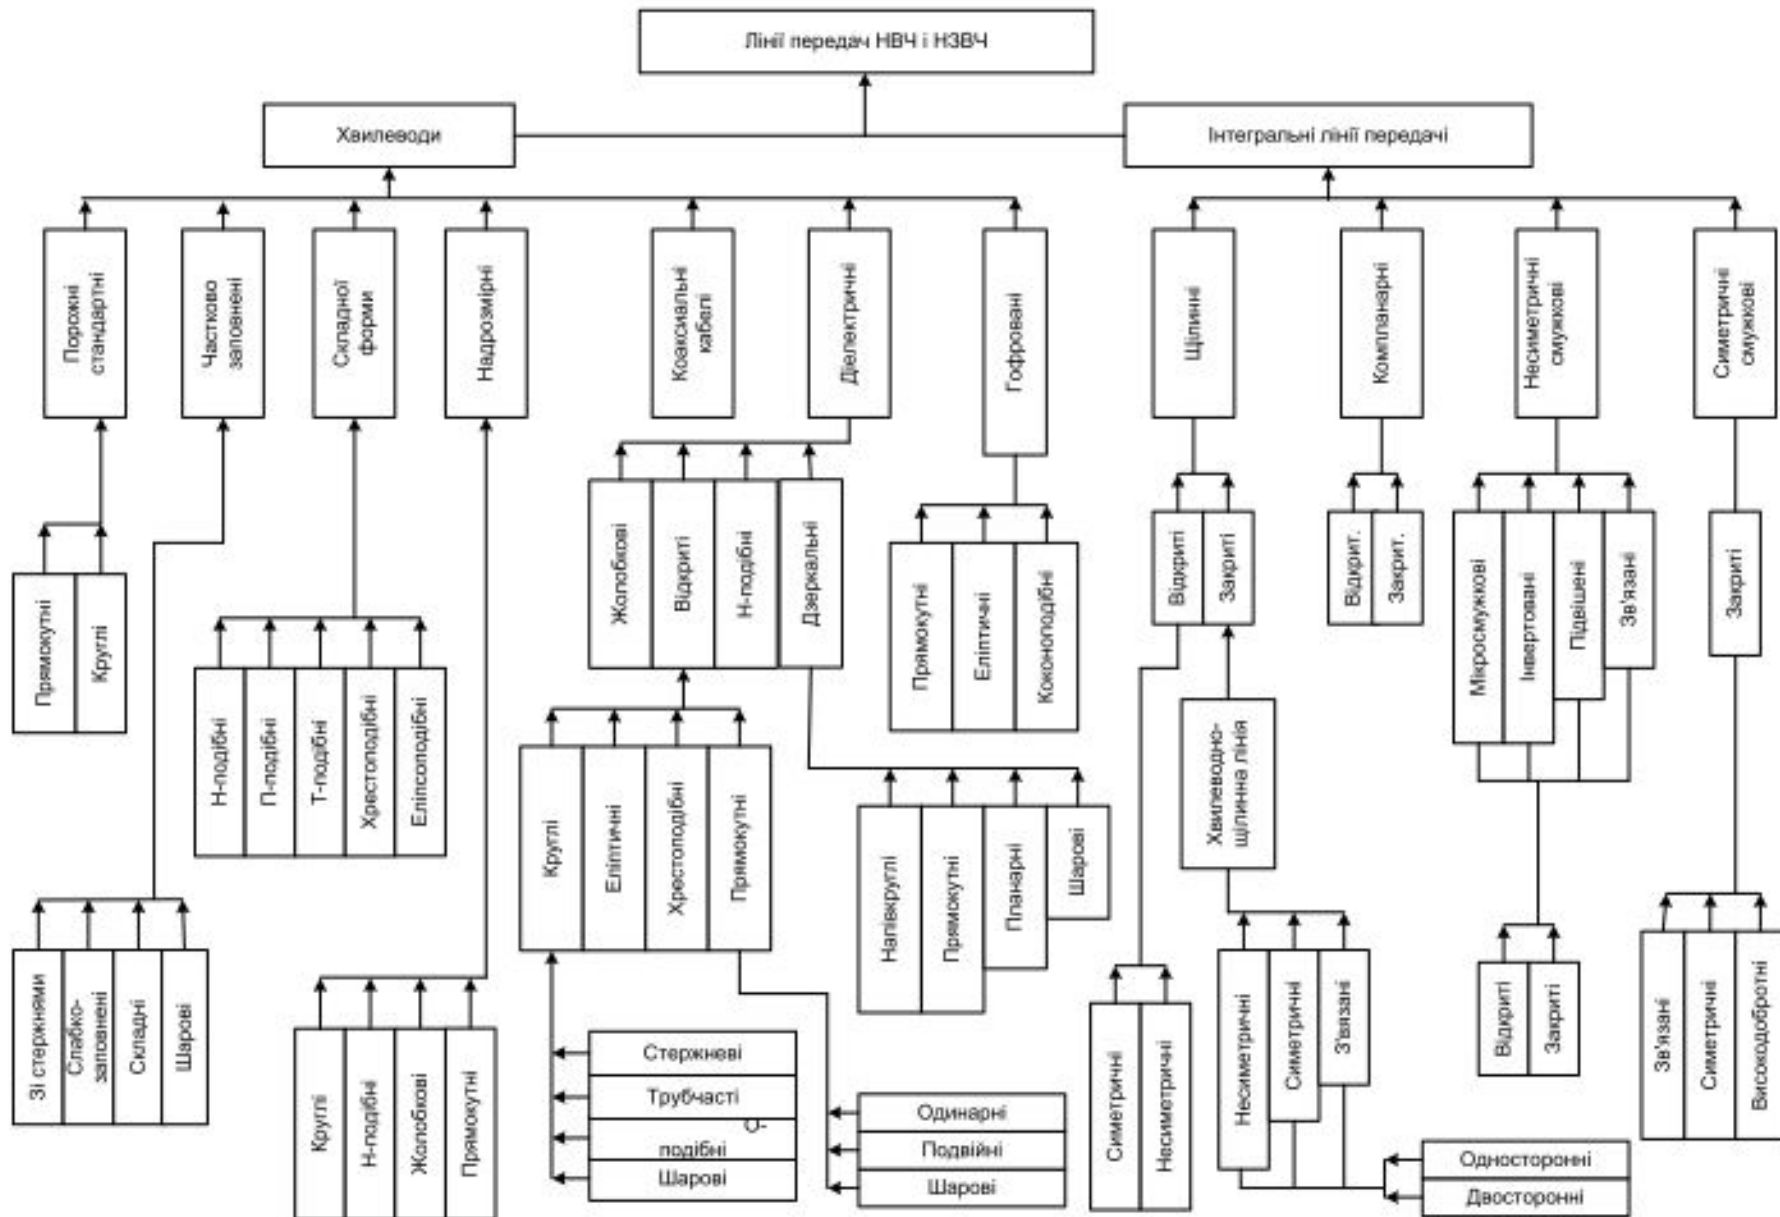 Лінії передач НВЧ і НЗВЧ
Хвилеводи
Інтегральні лінії передачі
Порожні
стандартні
Частково
заповнені
Складної
форми
Надрозмірні
Коаксиальні
кабелі
Діелектричні
Гофровані
Щілинні
Компланарні
Несиметричні
смужкові
Симетричні
смужкові
Прямокутні
Круглі
Жолобкові
Відкриті
Н-подібні
Дзеркальні
Прямокутні
Еліптичні
Коконоподібні
Відкриті
Закриті
Відкрит.
Закрит.
Мікросмужкові
Інвертовані
Підвішені
Зв'язані
Закриті
Н-подібні
П-подібні
Т-подібні
Хрестоподібні
Еліпсоподібні
Круглі
Еліптичні
Хрестоподібні
Прямокутні
Напівкруглі
Прямокутні
Планарні
Шарові
Хвилеводно-
щілинна лінія
Зі стержнями
Слабко-
заповнені
Складні
Шарові
Круглі
Н-подібні
Жолобкові
Прямокутні
Стержневі
Трубчасті
О-
подібні
Шарові
Одинарні
Подвійні
Шарові
Симетричні
Несиметричні
Несиметричні
Симетричні
З'вязані
Односторонні
Двосторонні
Відкриті
Закриті
Зв'язані
Симетричні
Високодобротні